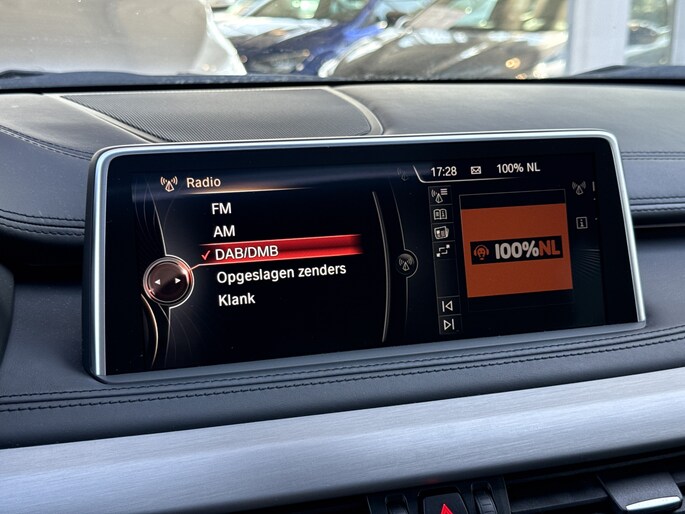 Radio
17:28 100% NL
FM
AM
DAB/DMB
Opgeslagen zenders
Klank
100%NL